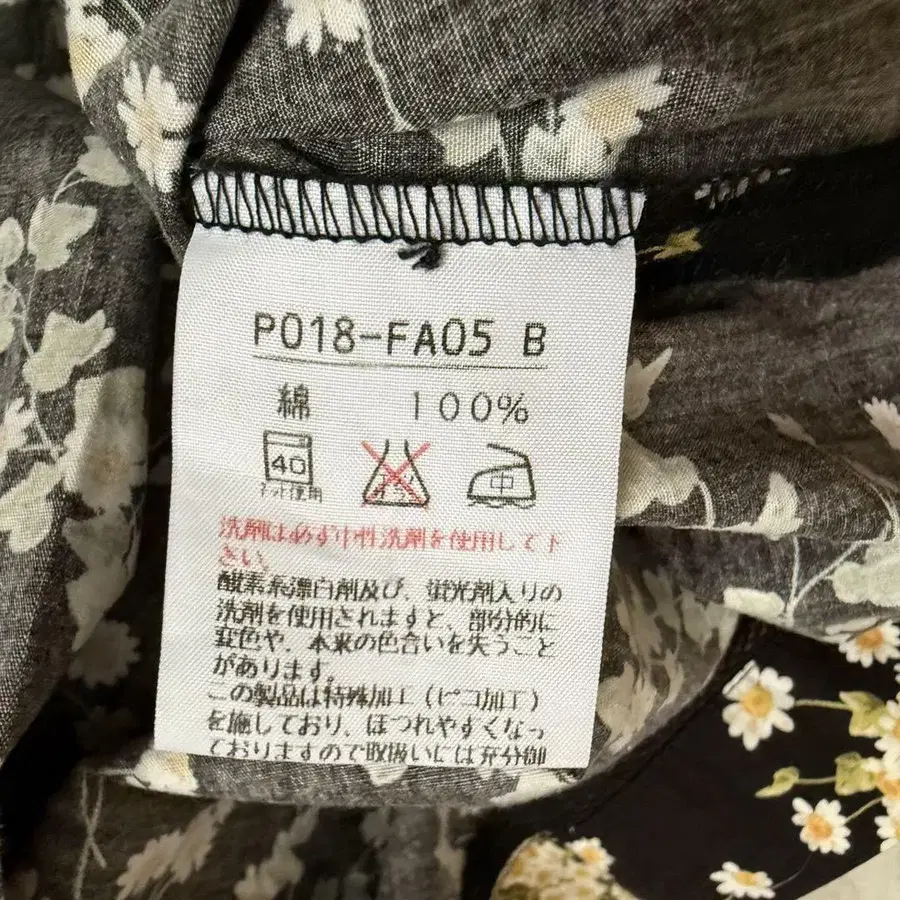 P018-FA05 B
綿 100%
40
ネット使用
エンソサラシ
中
洗剤は必ず中性洗剤を使用して下
さい。
酸素系漂白剤及び、蛍光剤入りの
洗剤を使用されますと、部分的に
変色や、本来の色合いを失うこと
があります。
この製品は特殊加工(ピコ加工)
を施しており、ほつれやすくなっ
ておりますので取扱いには充分御